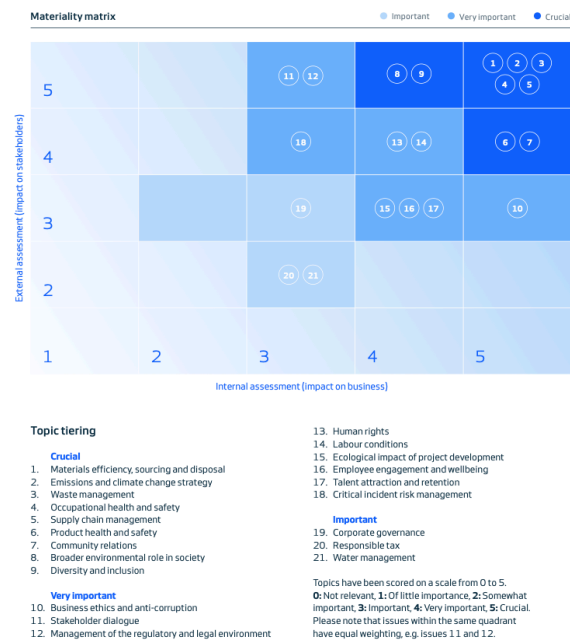 Materiality matrix
Important Very important Crucial
1 2 3
5 11 12 8 9 4 5
4 18 13 14 6 7
3 19 15 16 17 10
2 20 21
1 2 3 4 5
External assessment (impact on stakeholders)
Internal assessment (impact on business)
Topic tiering
Crucial
1. Materials efficiency, sourcing and disposal
2. Emissions and climate change strategy
3. Waste management
4. Occupational health and safety
5. Supply chain management
6. Product health and safety
7. Community relations
8. Broader environmental role in society
9. Diversity and inclusion
Very important
10. Business ethics and anti-corruption
11. Stakeholder dialogue
12. Management of the regulatory and legal environment
13. Human rights
14. Labour conditions
15. Ecological impact of project development
16. Employee engagement and wellbeing
17. Talent attraction and retention
18. Critical incident risk management
Important
19. Corporate governance
20. Responsible tax
21. Water management
Topics have been scored on a scale from 0 to 5.
0: Not relevant, 1: Of little importance, 2: Somewhat
important, 3: Important, 4: Very important, 5: Crucial.
Please note that issues within the same quadrant
have equal weighting, e.g. issues 11 and 12.